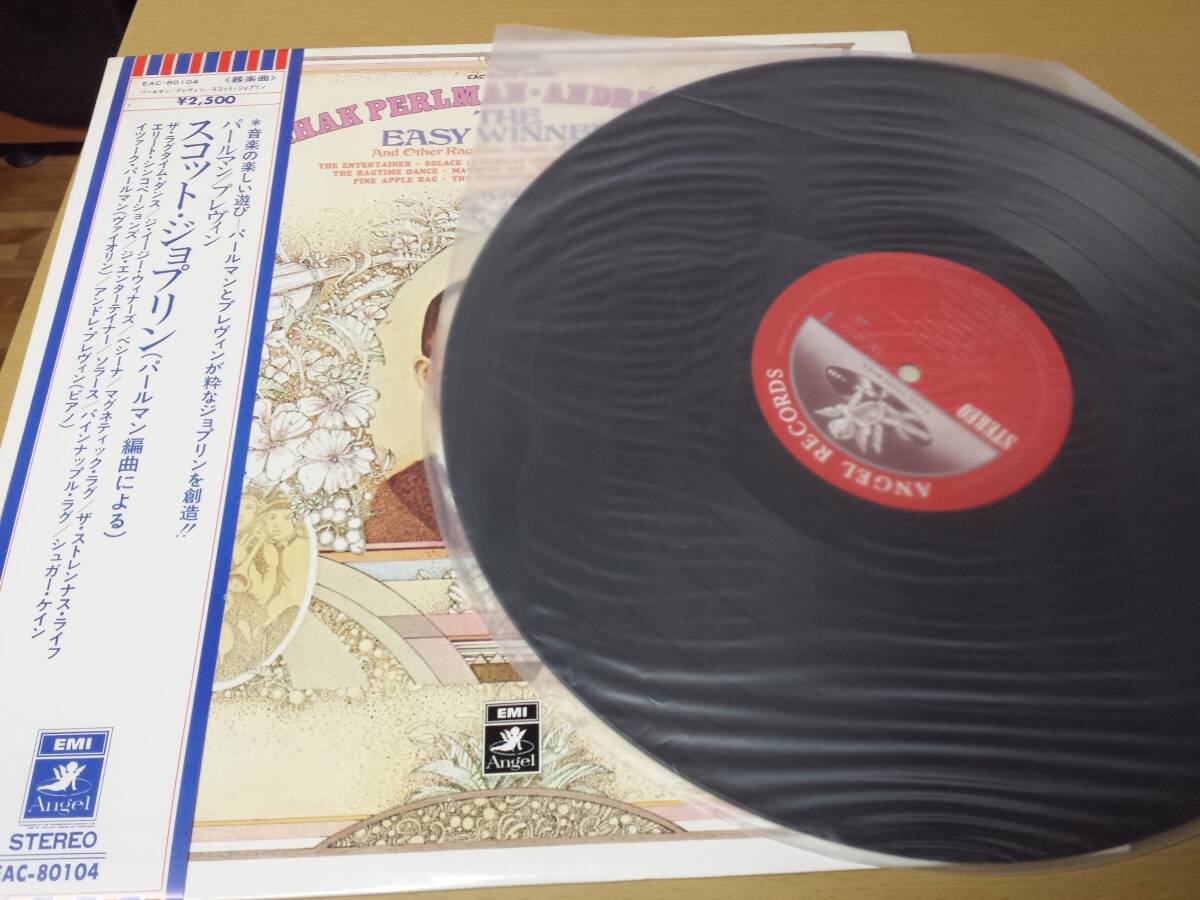 EAC-80104 〈器楽曲〉
パールマン/プレヴィン/スコット・ジョプリン
¥2,500
*音楽の楽しい遊び—パールマンとプレヴィンが粋なジョプリンを創造!!
パールマン/プレヴィン
スコット・ジョプリン(パールマン編曲による)
ザ・ラグタイム・ダンス/ジ・イージー・ウィナーズ/ベシーナ/マグネティック・ラグ/ザ・ストレンナス・ライフ
エリート・シンコペーションズ/ジ・エンターテイナー/ソラース/パインナップル・ラグ/シュガー・ケイン
イツァーク・パールマン(ヴァイオリン)/アンドレ・プレヴィン(ピアノ)
EMI
Angel
STEREO
EAC-80104
EAC
HAK PERLMAN·ANDRÉ
THE
EASY WINNE
And Other Rag
THE ENTERTAINER · SOLACE
THE RAGTIME DANCE · MA
PINE APPLE RAG · TH
EMI
Angel
ANGEL RECORDS
STEREO